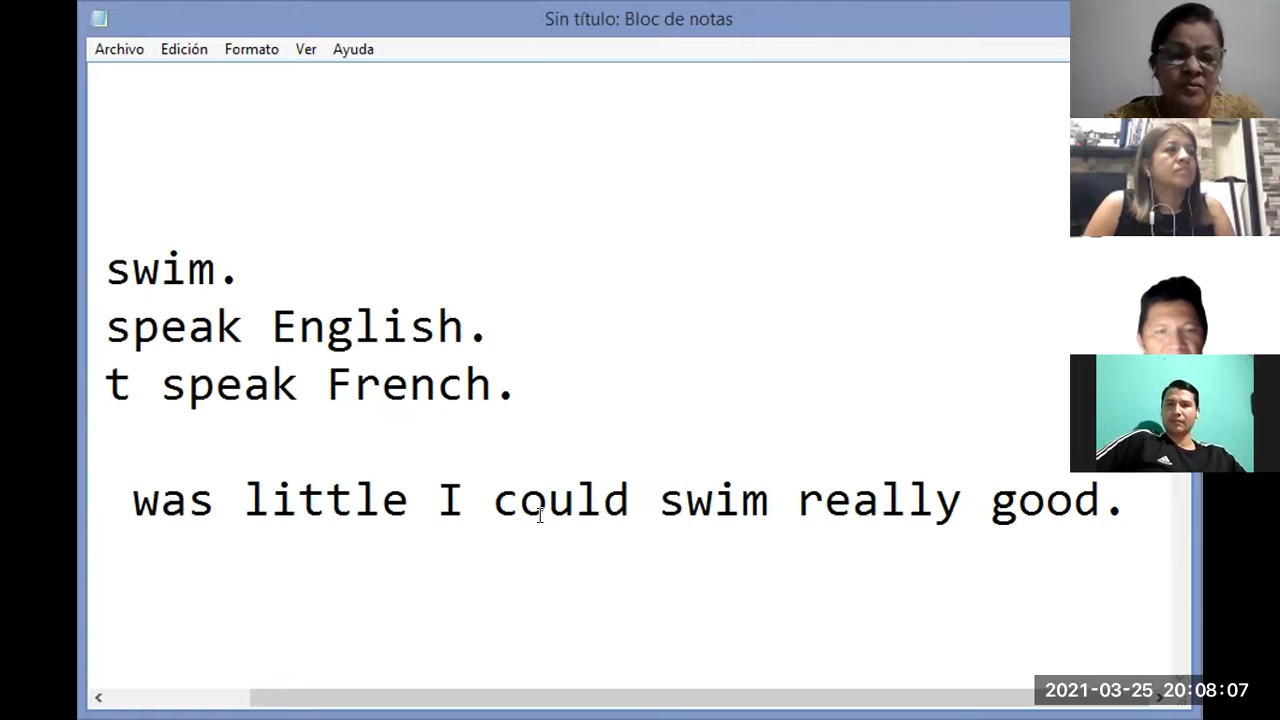 Sin título: Bloc de notas
Archivo Edición Formato Ver Ayuda
swim.
speak English.
t speak French.
was little I could swim really good.
2021-03-25 20:08:07